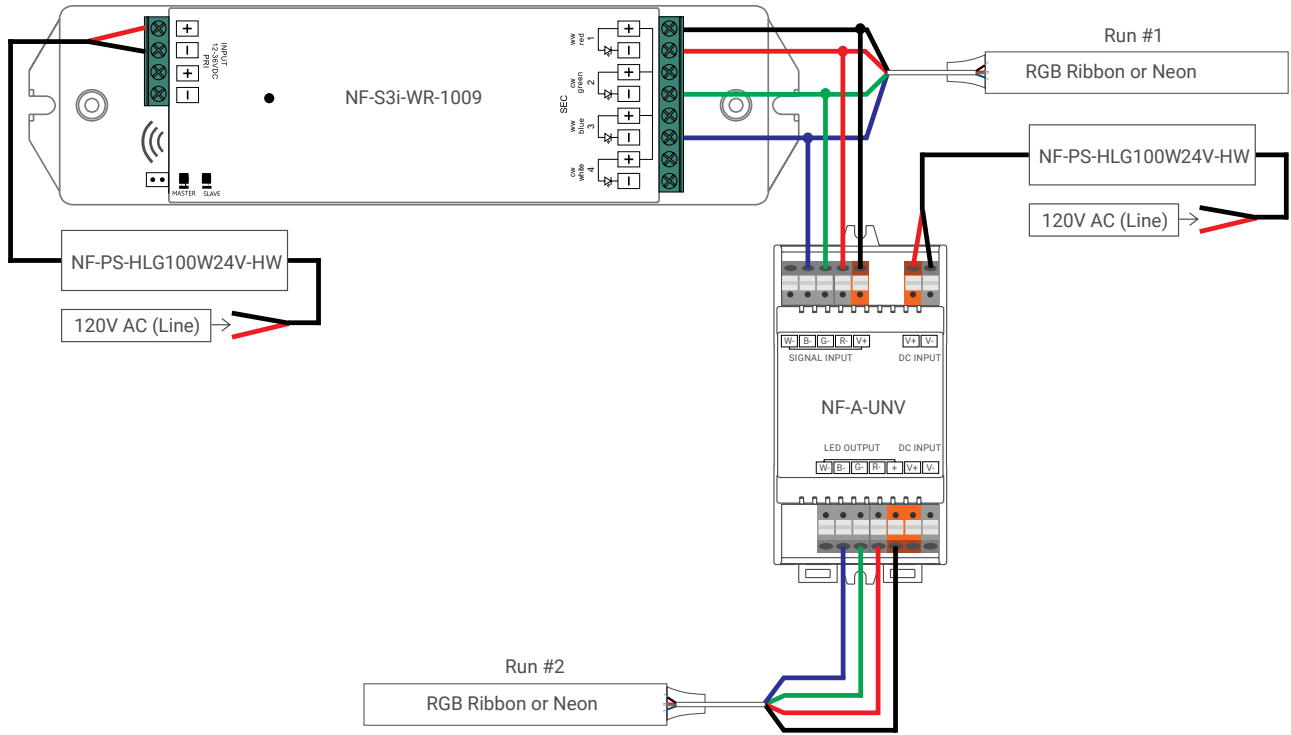 +
−
+
−
INPUT
12-36VDC
PRI
NF-S3i-WR-1009
MASTER
SLAVE
SEC
ww
red
1
+
−
cw
green
2
+
−
ww
blue
3
+
−
cw
white
4
+
−
Run #1
RGB Ribbon or Neon
NF-PS-HLG100W24V-HW
120V AC (Line)
NF-PS-HLG100W24V-HW
120V AC (Line)
W- B- G- R- V+ V+ V-
SIGNAL INPUT DC INPUT
NF-A-UNV
LED OUTPUT DC INPUT
W- B- G- R- + V+ V-
Run #2
RGB Ribbon or Neon